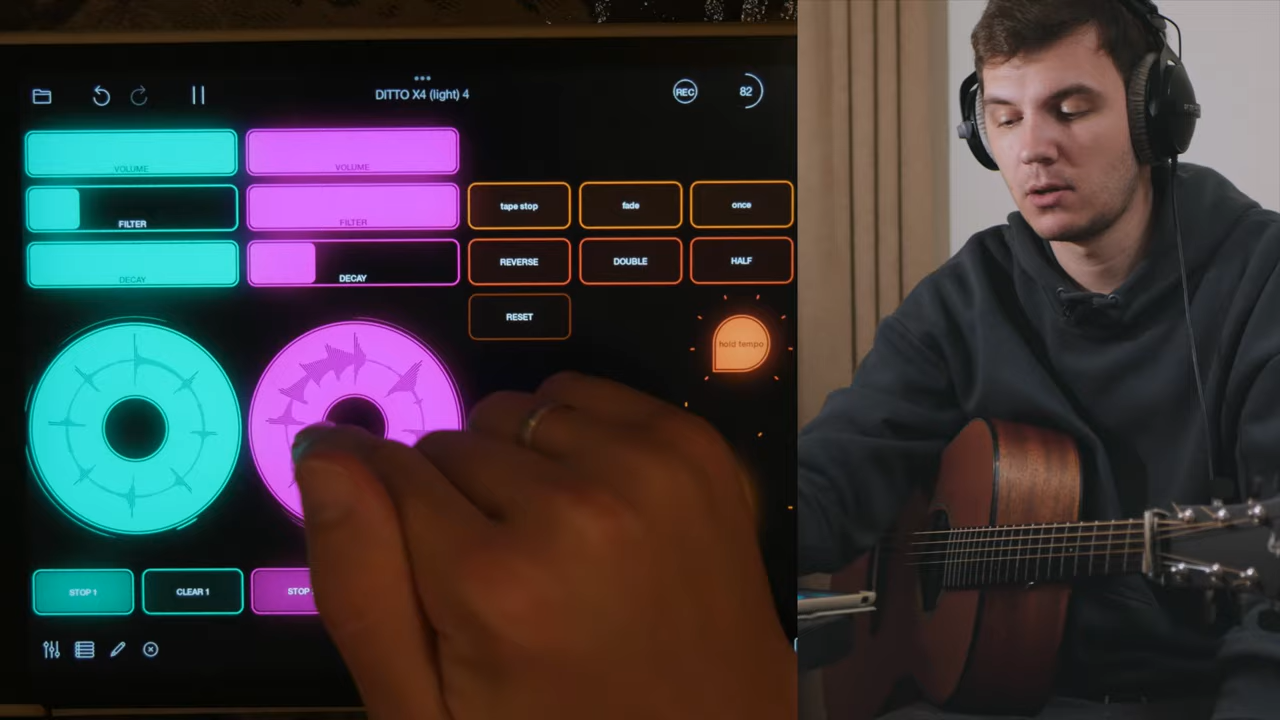 DITTO X4 (light) 4
REC
82
VOLUME
VOLUME
FILTER
FILTER
tape stop
fade
once
DECAY
DECAY
REVERSE
DOUBLE
HALF
RESET
hold tempo
STOP 1
CLEAR 1
STOP